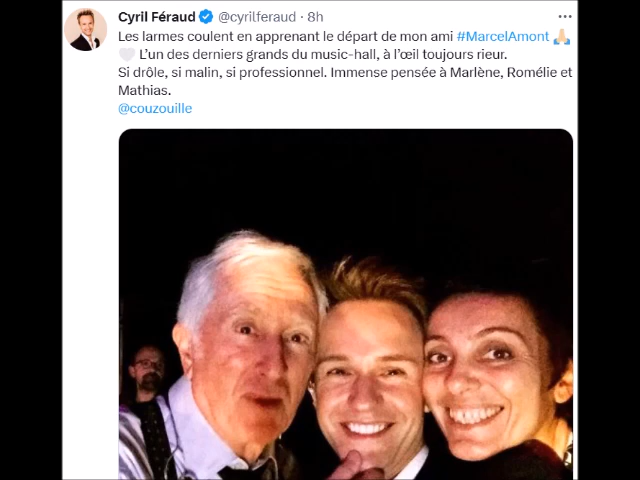 Cyril Féraud @cyrilferaud · 8h
Les larmes coulent en apprenant le départ de mon ami #MarcelAmont 🙏🏻
🤍 L’un des derniers grands du music-hall, à l’œil toujours rieur.
Si drôle, si malin, si professionnel. Immense pensée à Marlène, Romélie et
Mathias.
@couzouille